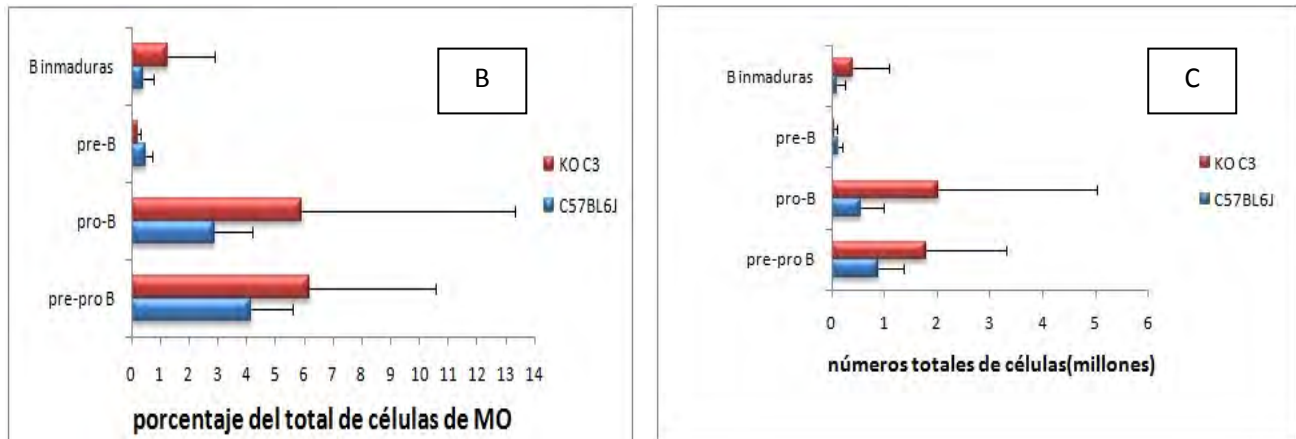 B
B inmaduras
pre-B
pro-B
pre-pro B
KO C3
C57BL6J
0 1 2 3 4 5 6 7 8 9 10 11 12 13 14
porcentaje del total de células de MO
C
B inmaduras
pre-B
pro-B
pre-pro B
KO C3
C57BL6J
0 1 2 3 4 5 6
números totales de células(millones)